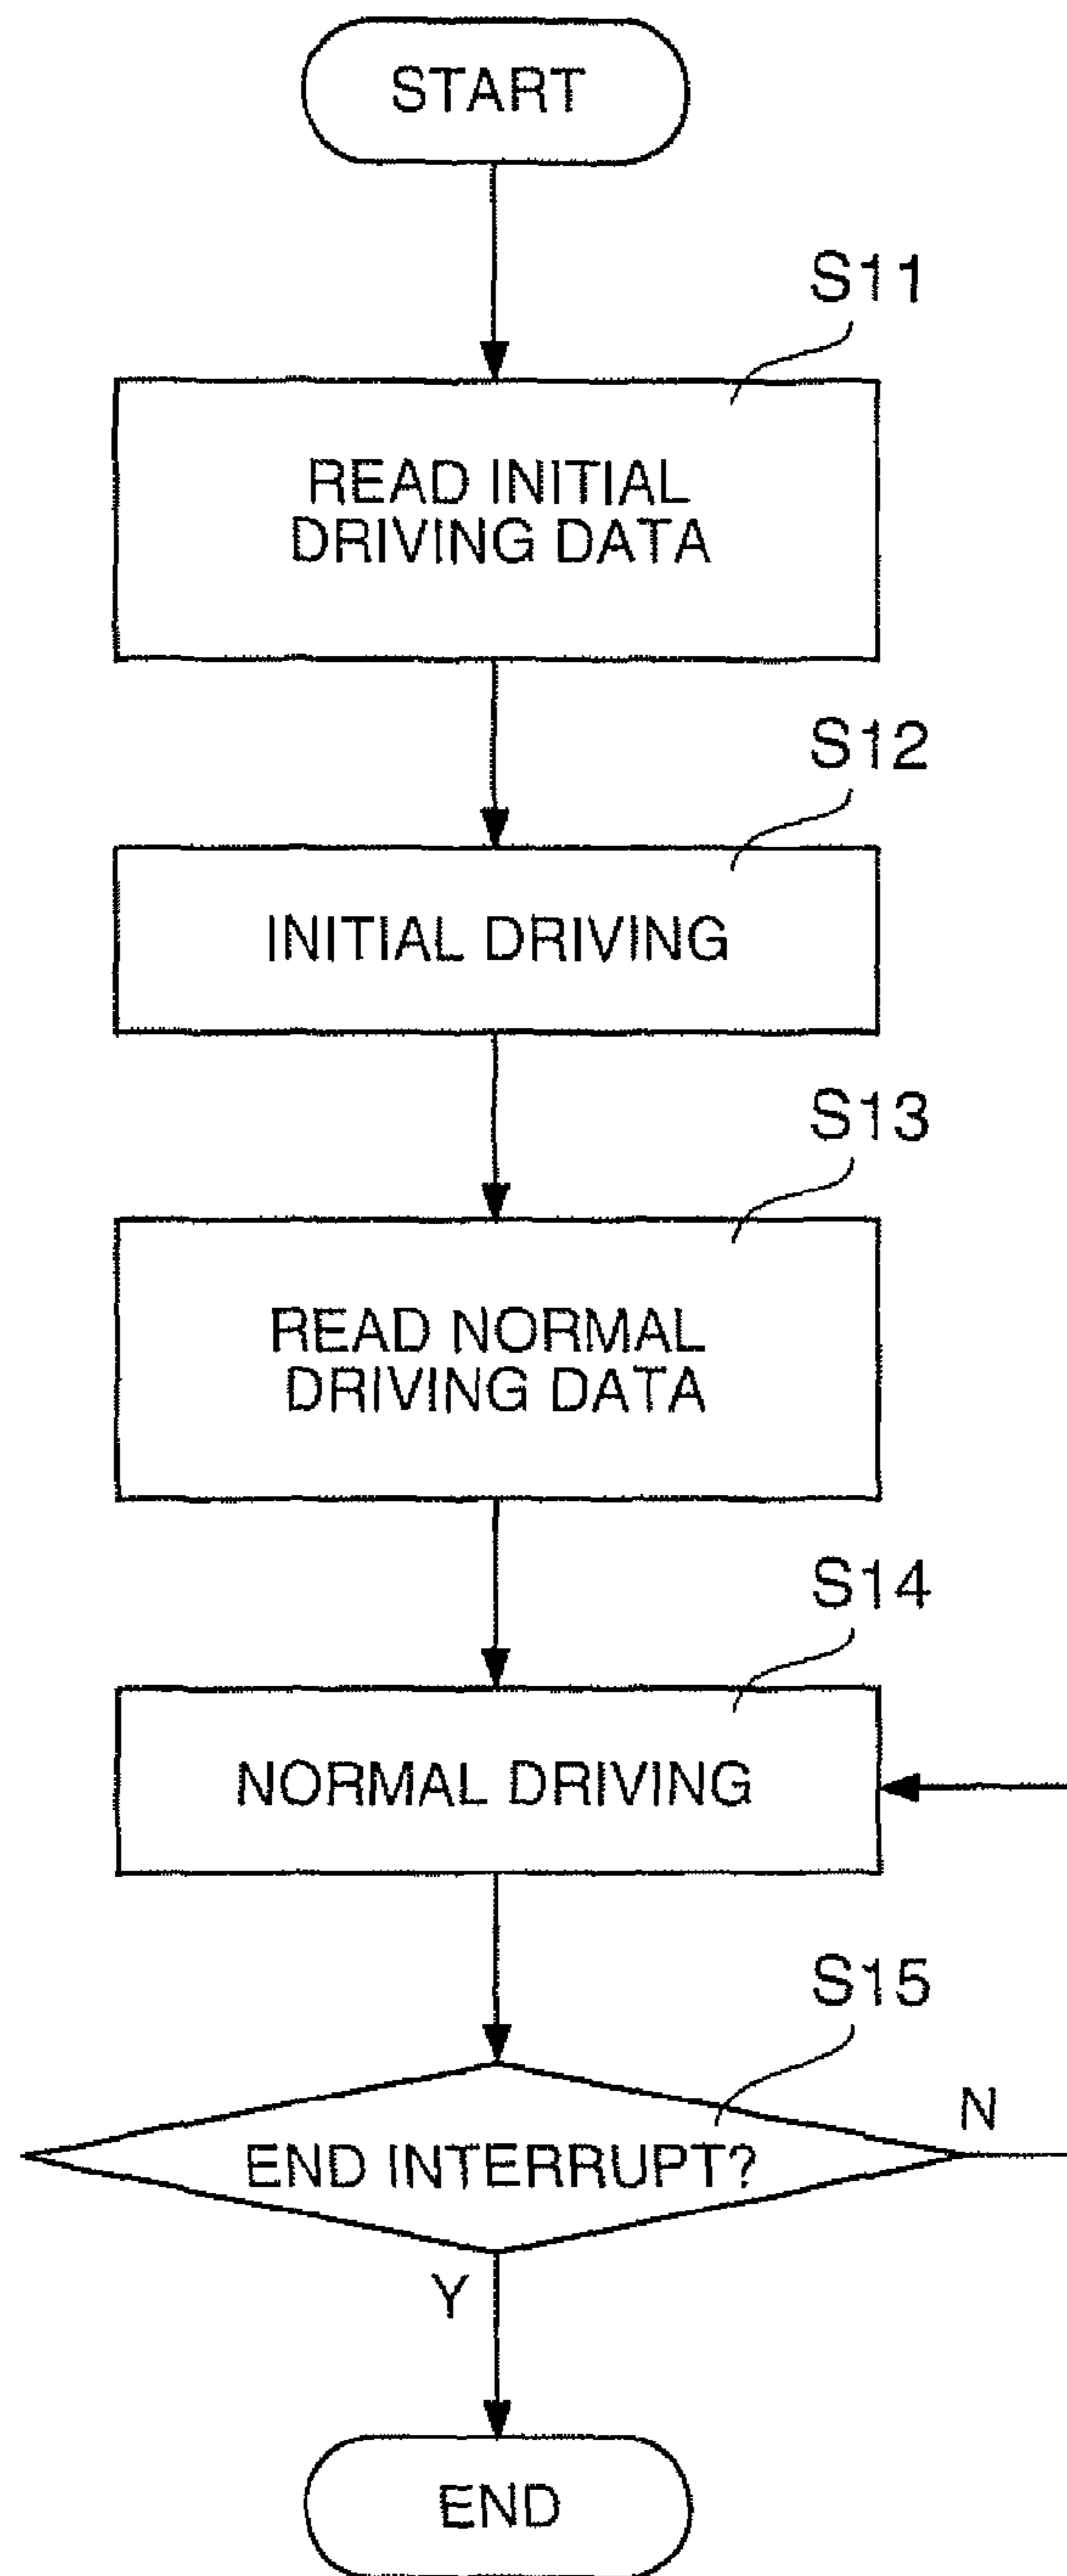 START
S11
READ INITIAL
DRIVING DATA
S12
INITIAL DRIVING
S13
READ NORMAL
DRIVING DATA
S14
NORMAL DRIVING
S15
END INTERRUPT?
N
Y
END